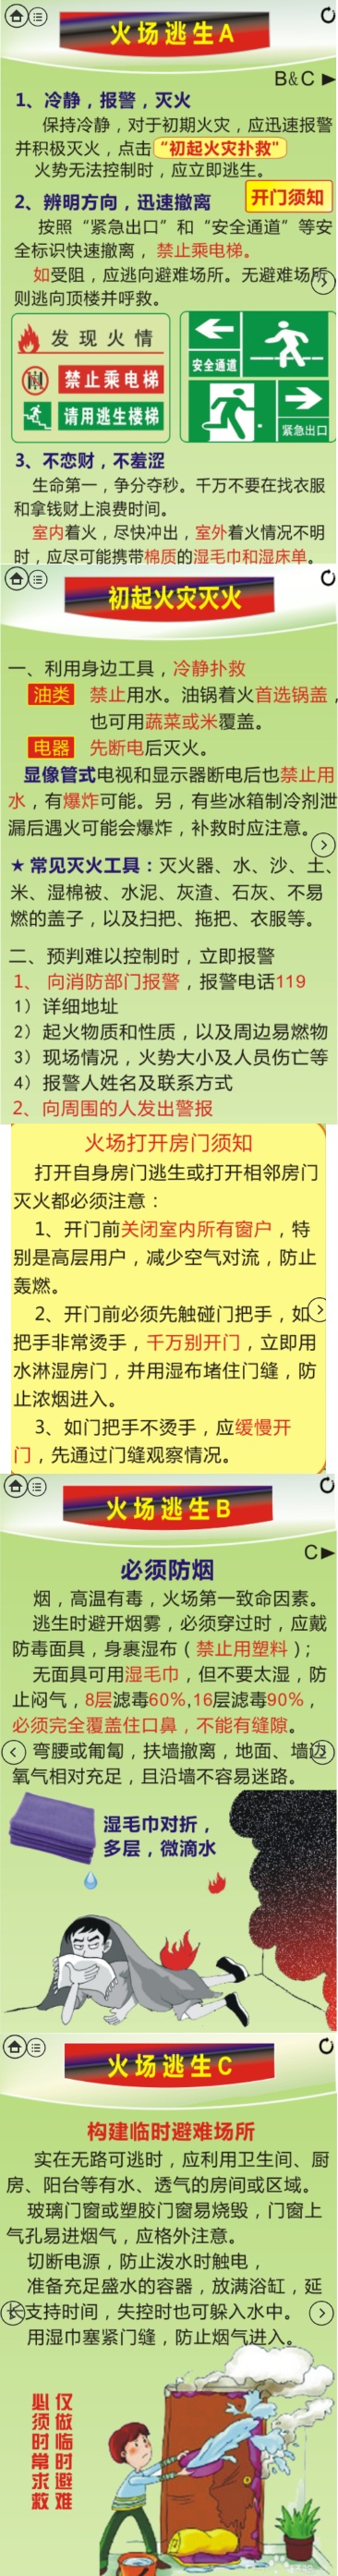 火场逃生A
B&C
1、冷静，报警，灭火
保持冷静，对于初期火灾，应迅速报警
并积极灭火，点击“初起火灾扑救"
火势无法控制时，应立即逃生。
开门须知
2、辨明方向，迅速撤离
按照“紧急出口”和“安全通道”等安
全标识快速撤离，禁止乘电梯。
如受阻，应逃向避难场所。无避难场所
则逃向顶楼并呼救。
发现火情
禁止乘电梯
请用逃生楼梯
安全通道
紧急出口
3、不恋财，不羞涩
生命第一，争分夺秒。千万不要在找衣服
和拿钱财上浪费时间。
室内着火，尽快冲出，室外着火情况不明
时，应尽可能携带棉质的湿毛巾和湿床单。
初起火灾灭火
一、利用身边工具，冷静扑救
油类 禁止用水。油锅着火首选锅盖，
也可用蔬菜或米覆盖。
电器 先断电后灭火。
显像管式电视和显示器断电后也禁止用
水，有爆炸可能。另，有些冰箱制冷剂泄
漏后遇火可能会爆炸，补救时应注意。
★ 常见灭火工具：灭火器、水、沙、土、
米、湿棉被、水泥、灰渣、石灰、不易
燃的盖子，以及扫把、拖把、衣服等。
二、预判难以控制时，立即报警
1、 向消防部门报警，报警电话119
1）详细地址
2）起火物质和性质，以及周边易燃物
3）现场情况，火势大小及人员伤亡等
4）报警人姓名及联系方式
2、向周围的人发出警报
火场打开房门须知
打开自身房门逃生或打开相邻房门
灭火都必须注意：
1、开门前关闭室内所有窗户，特
别是高层用户，减少空气对流，防止
轰燃。
2、开门前必须先触碰门把手，如
把手非常烫手，千万别开门，立即用
水淋湿房门，并用湿布堵住门缝，防
止浓烟进入。
3、如门把手不烫手，应缓慢开
门，先通过门缝观察情况。
火场逃生B
C
必须防烟
烟，高温有毒，火场第一致命因素。
逃生时避开烟雾，必须穿过时，应戴
防毒面具，身裹湿布（禁止用塑料）；
无面具可用湿毛巾，但不要太湿，防
止闷气，8层滤毒60%,16层滤毒90%，
必须完全覆盖住口鼻，不能有缝隙。
弯腰或匍匐，扶墙撤离，地面、墙边
氧气相对充足，且沿墙不容易迷路。
湿毛巾对折，
多层，微滴水
火场逃生C
构建临时避难场所
实在无路可逃时，应利用卫生间、厨
房、阳台等有水、透气的房间或区域。
玻璃门窗或塑胶门窗易烧毁，门窗上
气孔易进烟气，应格外注意。
切断电源，防止泼水时触电，
准备充足盛水的容器，放满浴缸，延
长支持时间，失控时也可躲入水中。
用湿巾塞紧门缝，防止烟气进入。
仅做临时避难
必须时常求救